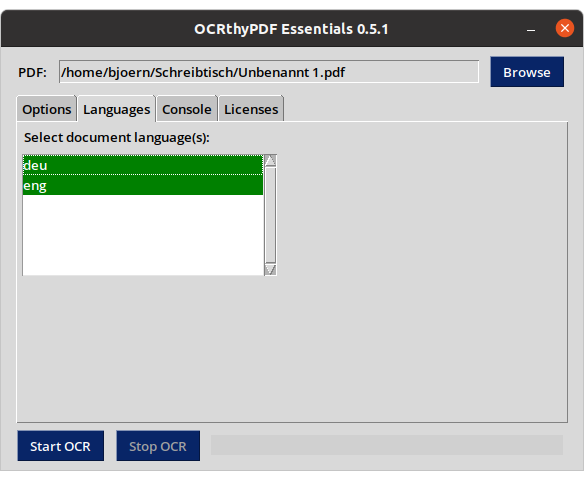 OCRthyPDF Essentials 0.5.1
PDF: /home/bjoern/Schreibtisch/Unbenannt 1.pdf Browse
Options Languages Console Licenses
Select document language(s):
deu
eng
Start OCR Stop OCR